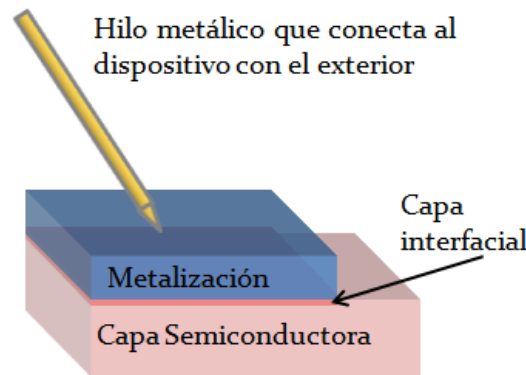 Hilo metálico que conecta al
dispositivo con el exterior
Capa
interfacial
Metalización
Capa Semiconductora